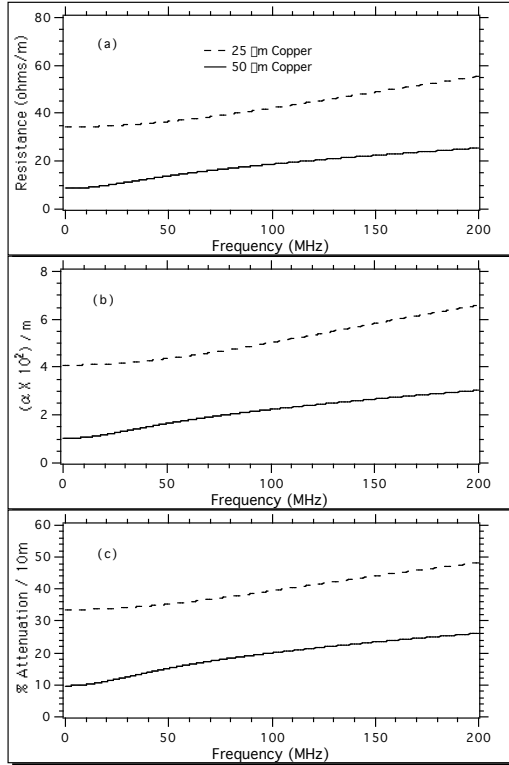 80
60
40
20
0
Resistance (ohms/m)
(a)
25 □m Copper
50 □m Copper
0 50 100 150 200
Frequency (MHz)
8
6
4
2
0
(α X 10²) / m
(b)
0 50 100 150 200
Frequency (MHz)
60
50
40
30
20
10
0
% Attenuation / 10m
(c)
0 50 100 150 200
Frequency (MHz)